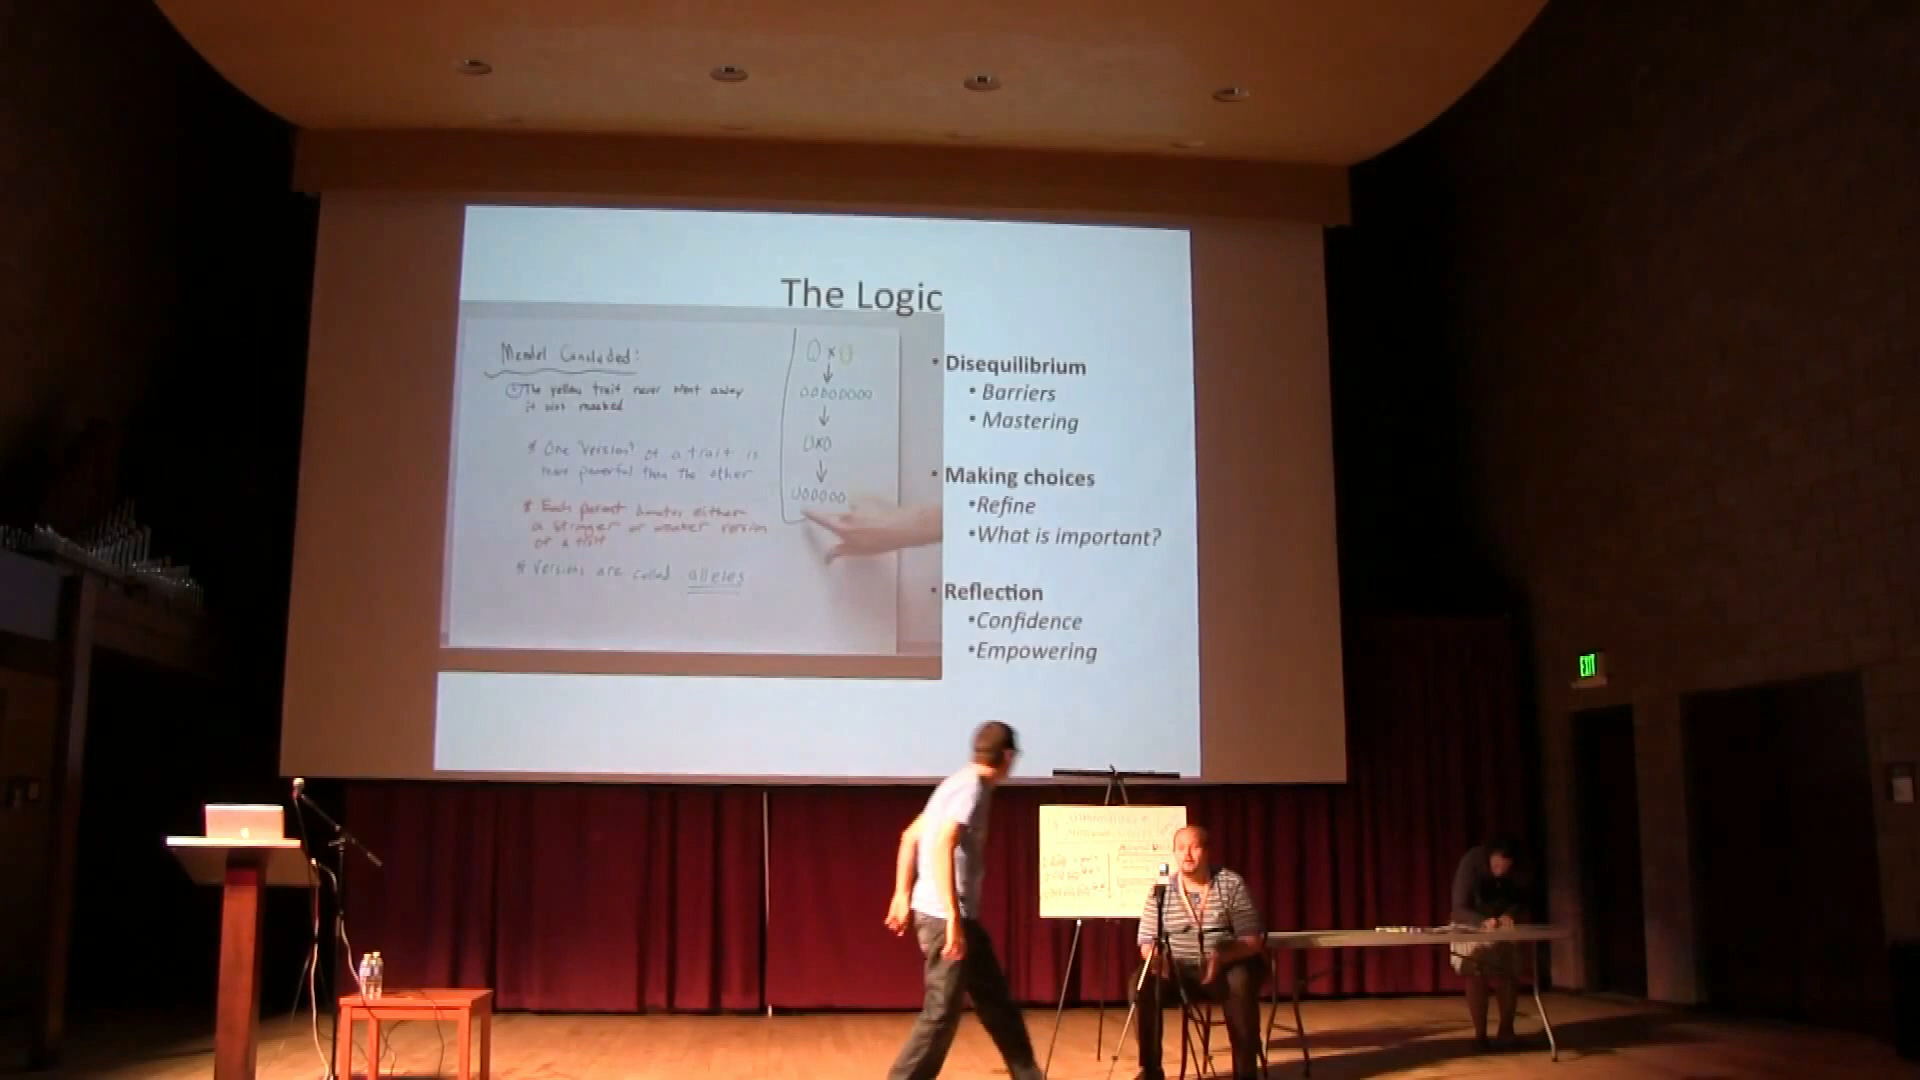 The Logic
Mendel Concluded:
① The yellow trait never went away
it was masked
* One "version" of a trait is
more powerful than the other
* Each parent donates either
a stronger or weaker version
of a trait
* Versions are called alleles
• Disequilibrium
• Barriers
• Mastering
• Making choices
• Refine
• What is important?
• Reflection
• Confidence
• Empowering
EXIT